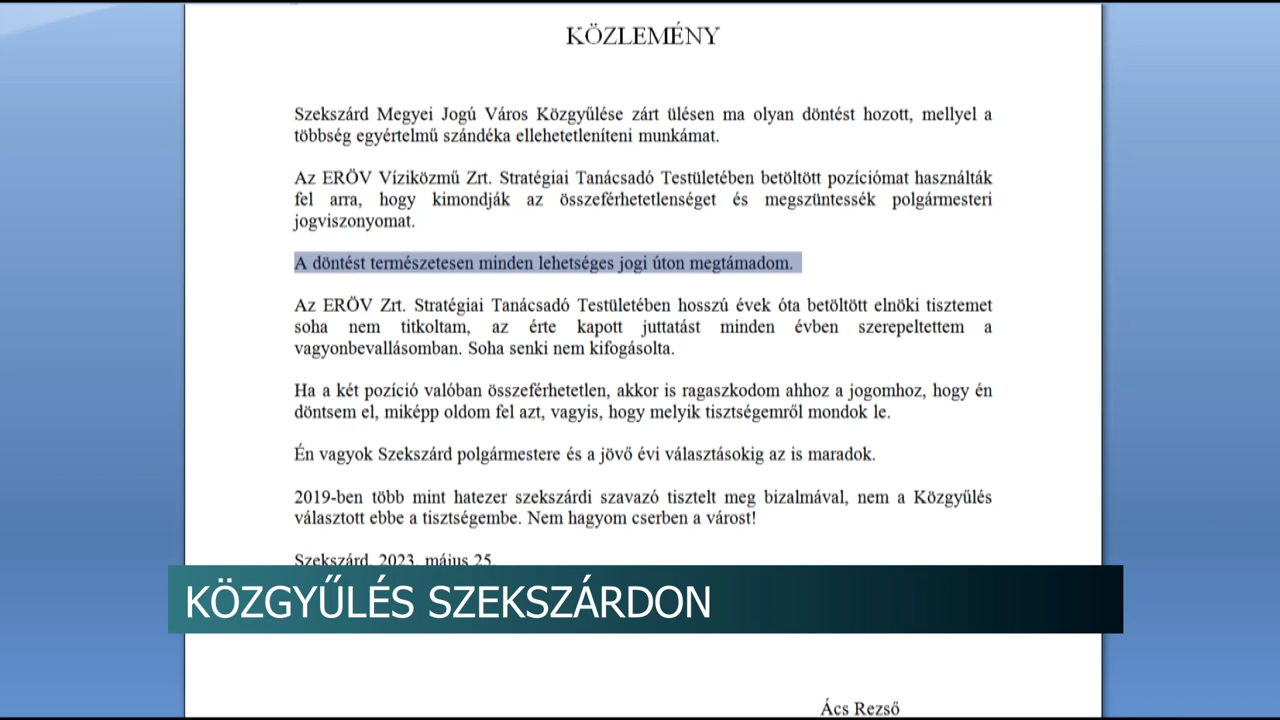 KÖZLEMÉNY
Szekszárd Megyei Jogú Város Közgyűlése zárt ülésen ma olyan döntést hozott, mellyel a
többség egyértelmű szándéka ellehetetleníteni munkámat.
Az ERÖV Víziközmű Zrt. Stratégiai Tanácsadó Testületében betöltött pozíciómat használták
fel arra, hogy kimondják az összeférhetetlenséget és megszüntessék polgármesteri
jogviszonyomat.
A döntést természetesen minden lehetséges jogi úton megtámadom.
Az ERÖV Zrt. Stratégiai Tanácsadó Testületében hosszú évek óta betöltött elnöki tisztemet
soha nem titkoltam, az érte kapott juttatást minden évben szerepeltettem a
vagyonbevallásomban. Soha senki nem kifogásolta.
Ha a két pozíció valóban összeférhetetlen, akkor is ragaszkodom ahhoz a jogomhoz, hogy én
döntsem el, miképp oldom fel azt, vagyis, hogy melyik tisztségemről mondok le.
Én vagyok Szekszárd polgármestere és a jövő évi választásokig az is maradok.
2019-ben több mint hatezer szekszárdi szavazó tisztelt meg bizalmával, nem a Közgyűlés
választott ebbe a tisztségembe. Nem hagyom cserben a várost!
Szekszárd, 2023. május 25.
KÖZGYŰLÉS SZEKSZÁRDON
Ács Rezső